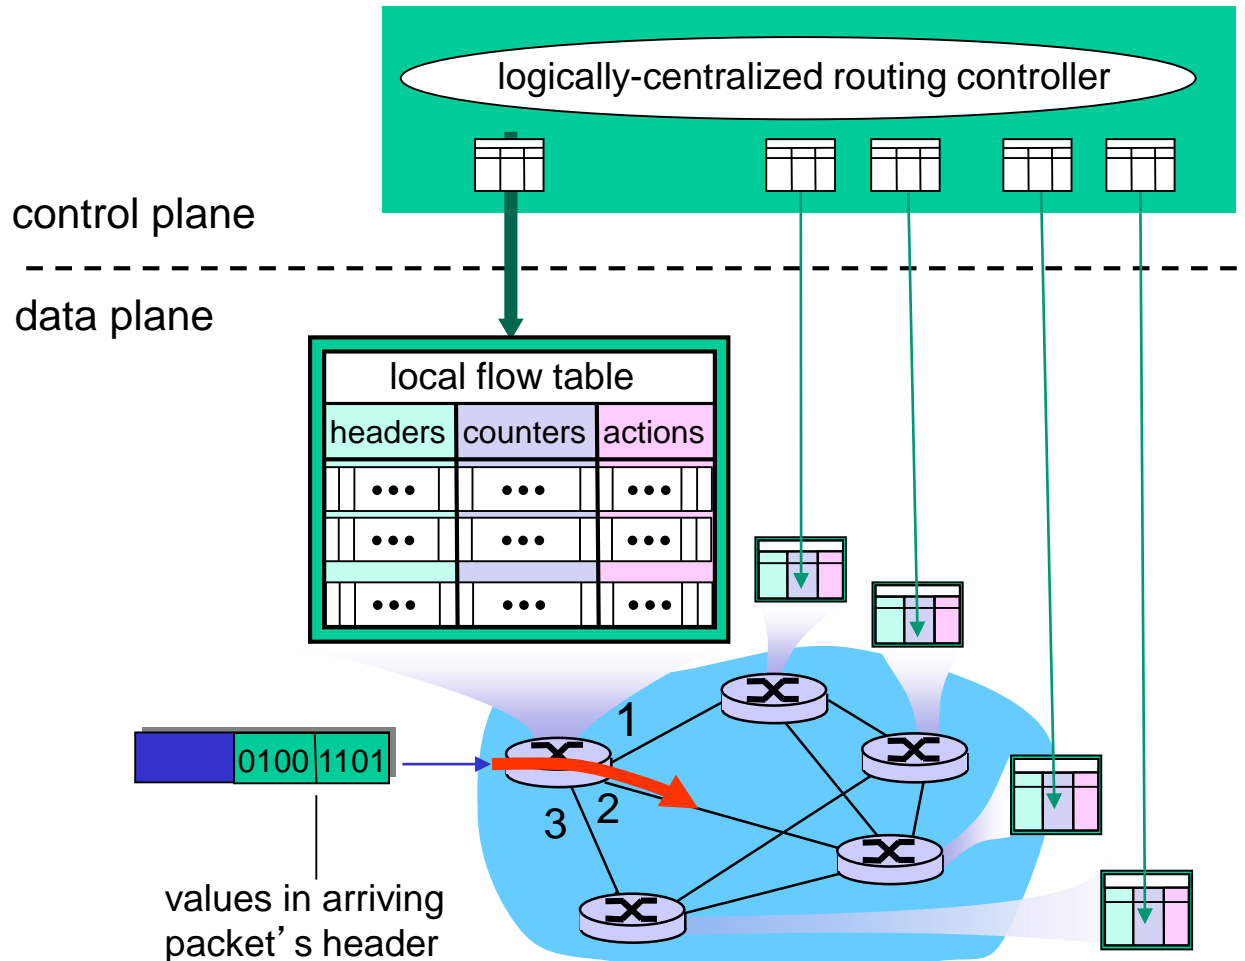 logically-centralized routing controller
control plane
data plane
local flow table
headers counters actions
1
0100 1101
3 2
values in arriving
packet’s header